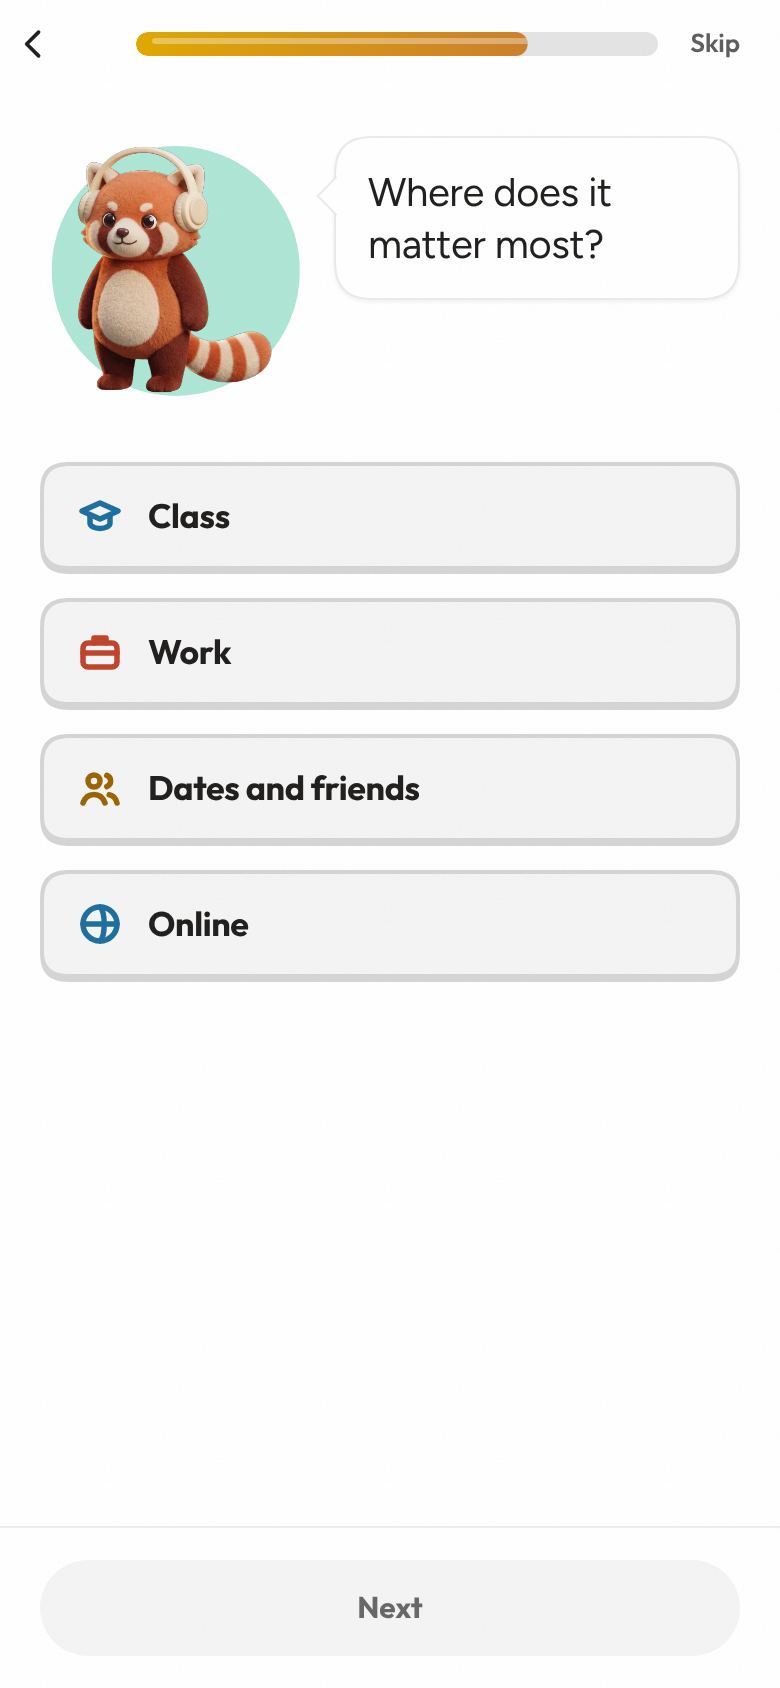 Skip
Where does it
matter most?
Class
Work
Dates and friends
Online
Next